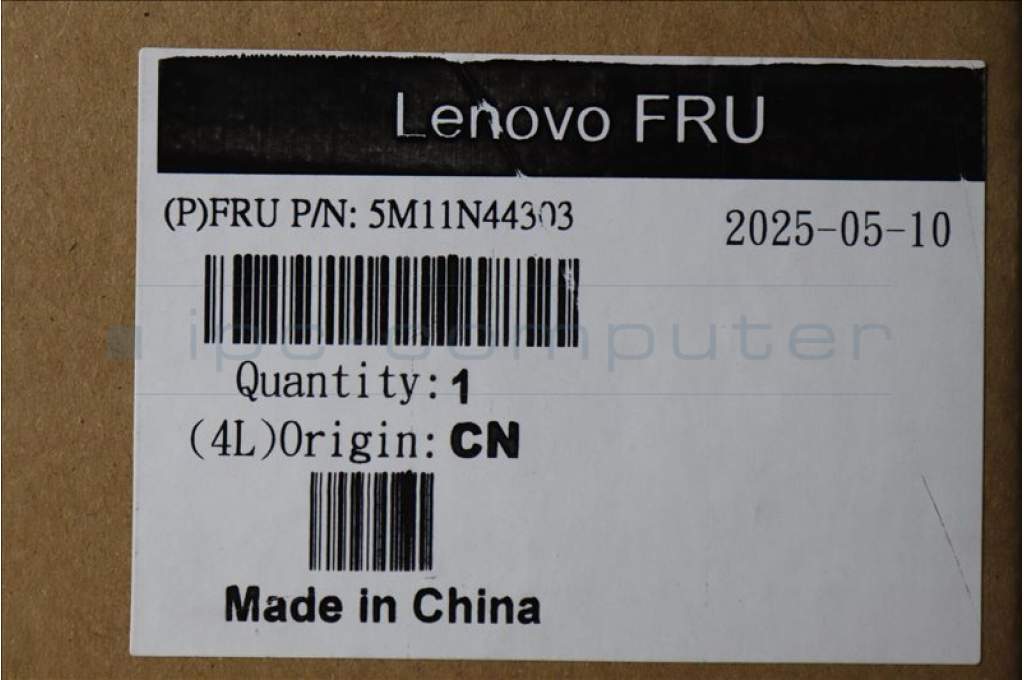 Lenovo FRU
(P)FRU P/N: 5M11N44303
2025-05-10
ipc-computer
Quantity: 1
(4L)Origin: CN
Made in China